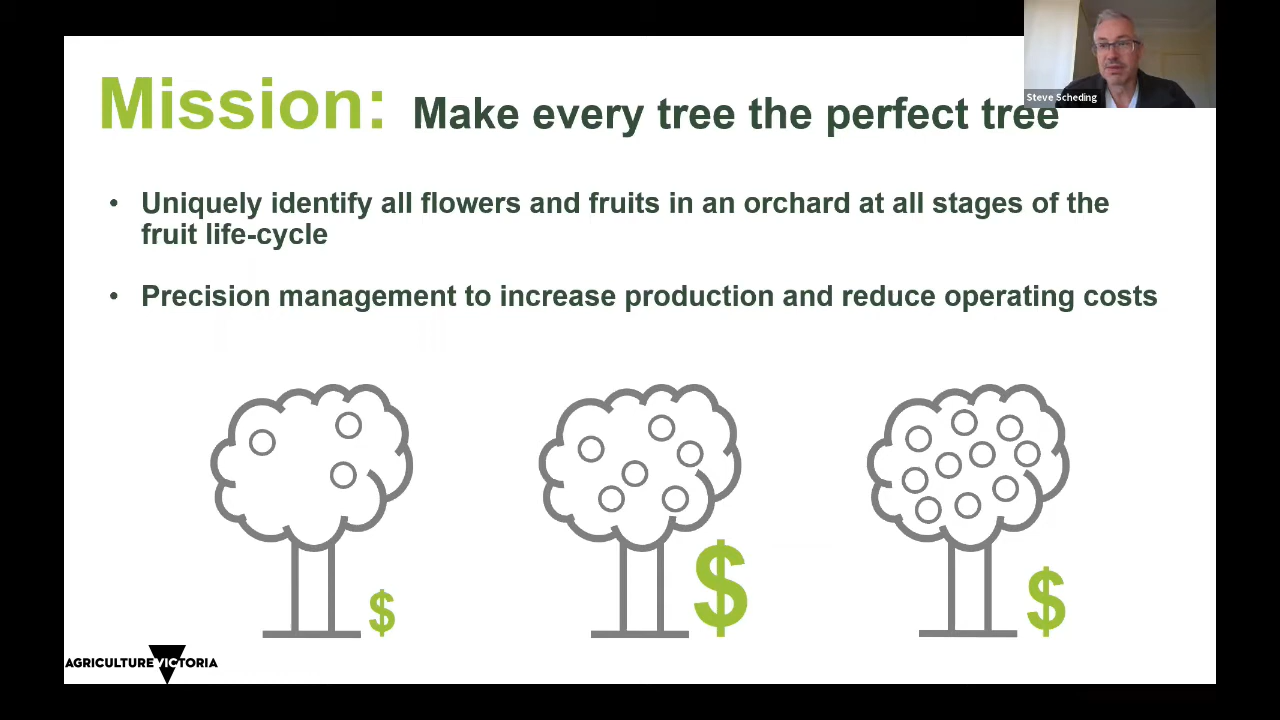 Steve Scheding
Mission: Make every tree the perfect tree
• Uniquely identify all flowers and fruits in an orchard at all stages of the
fruit life-cycle
• Precision management to increase production and reduce operating costs
$
$
$
AGRICULTURE VICTORIA